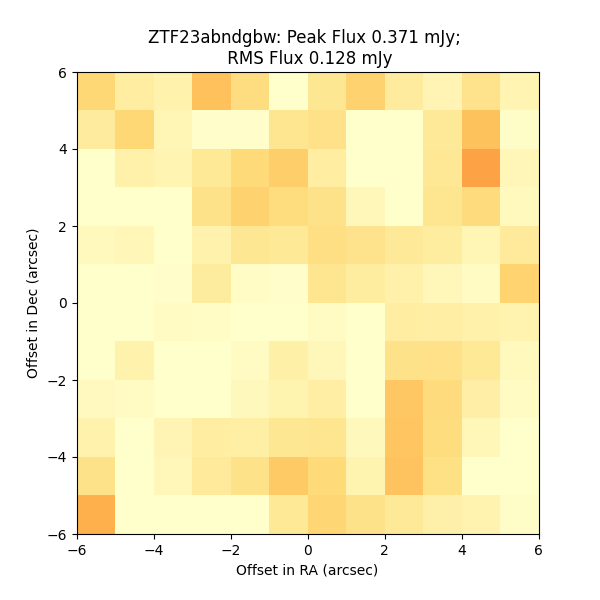 ZTF23abndgbw: Peak Flux 0.371 mJy;
RMS Flux 0.128 mJy
6
4
2
0
−2
−4
−6
Offset in Dec (arcsec)
−6 −4 −2 0 2 4 6
Offset in RA (arcsec)